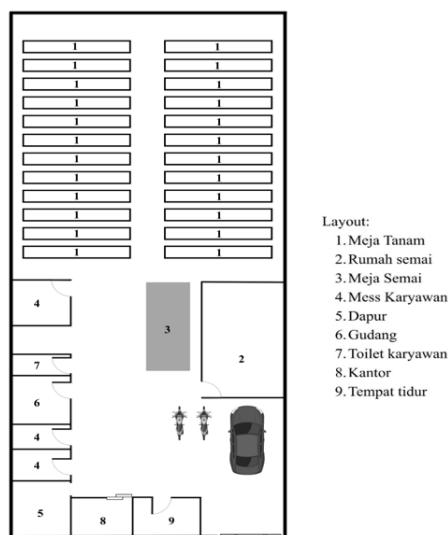 1 1
1 1
1 1
1 1
1 1
1 1
1 1
1 1
1 1
1 1
1 1
1 1
4
3
2
7
6
4
4
5
8
9
Layout:
1. Meja Tanam
2. Rumah semai
3. Meja Semai
4. Mess Karyawan
5. Dapur
6. Gudang
7. Toilet karyawan
8. Kantor
9. Tempat tidur